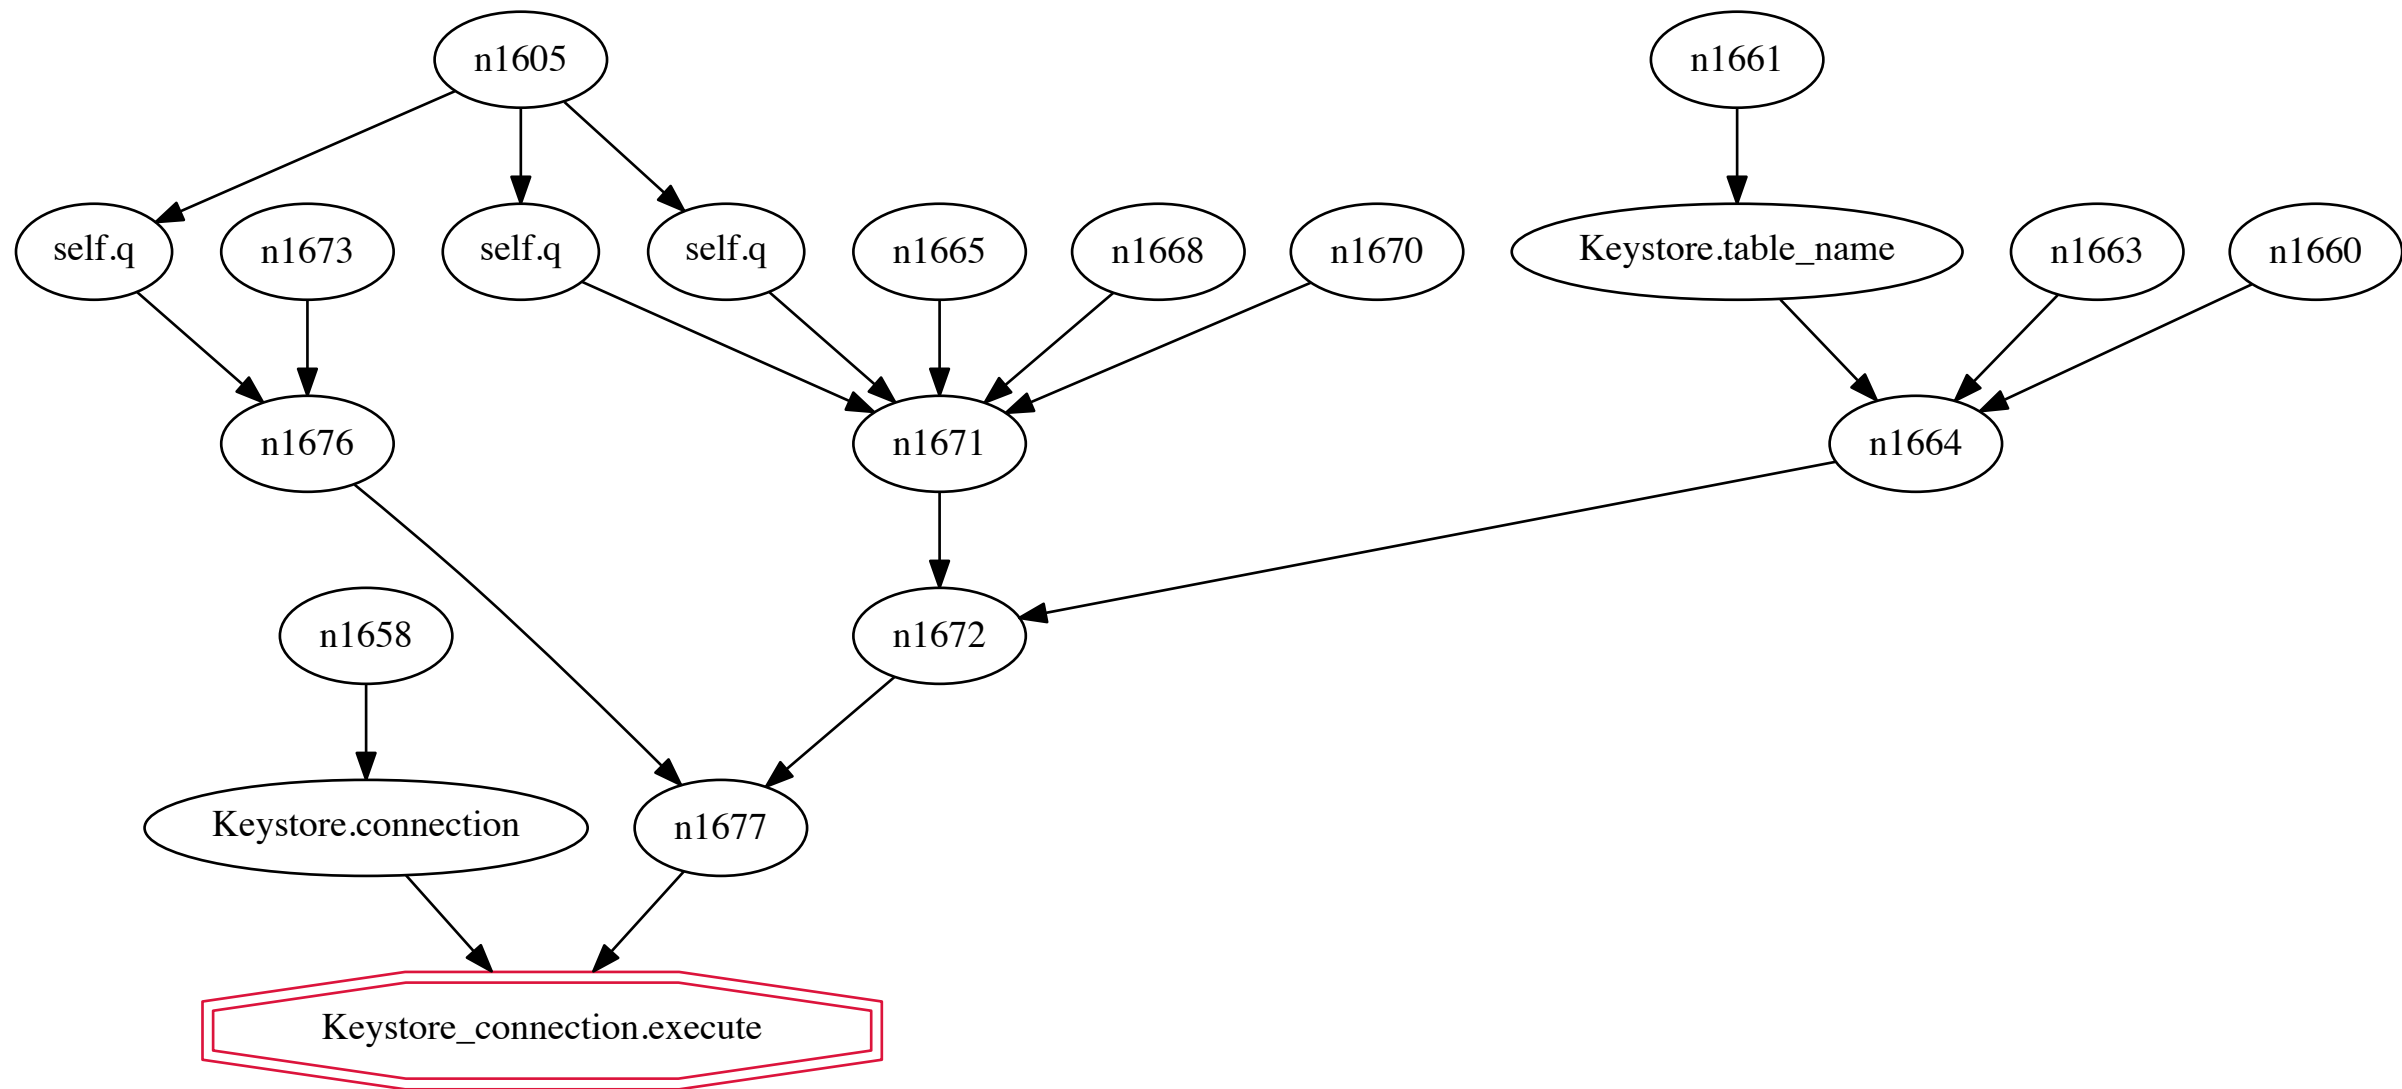 n1605
n1661
self.q
n1673
self.q
self.q
n1665
n1668
n1670
Keystore.table_name
n1663
n1660
n1676
n1671
n1664
n1658
n1672
Keystore.connection
n1677
Keystore_connection.execute